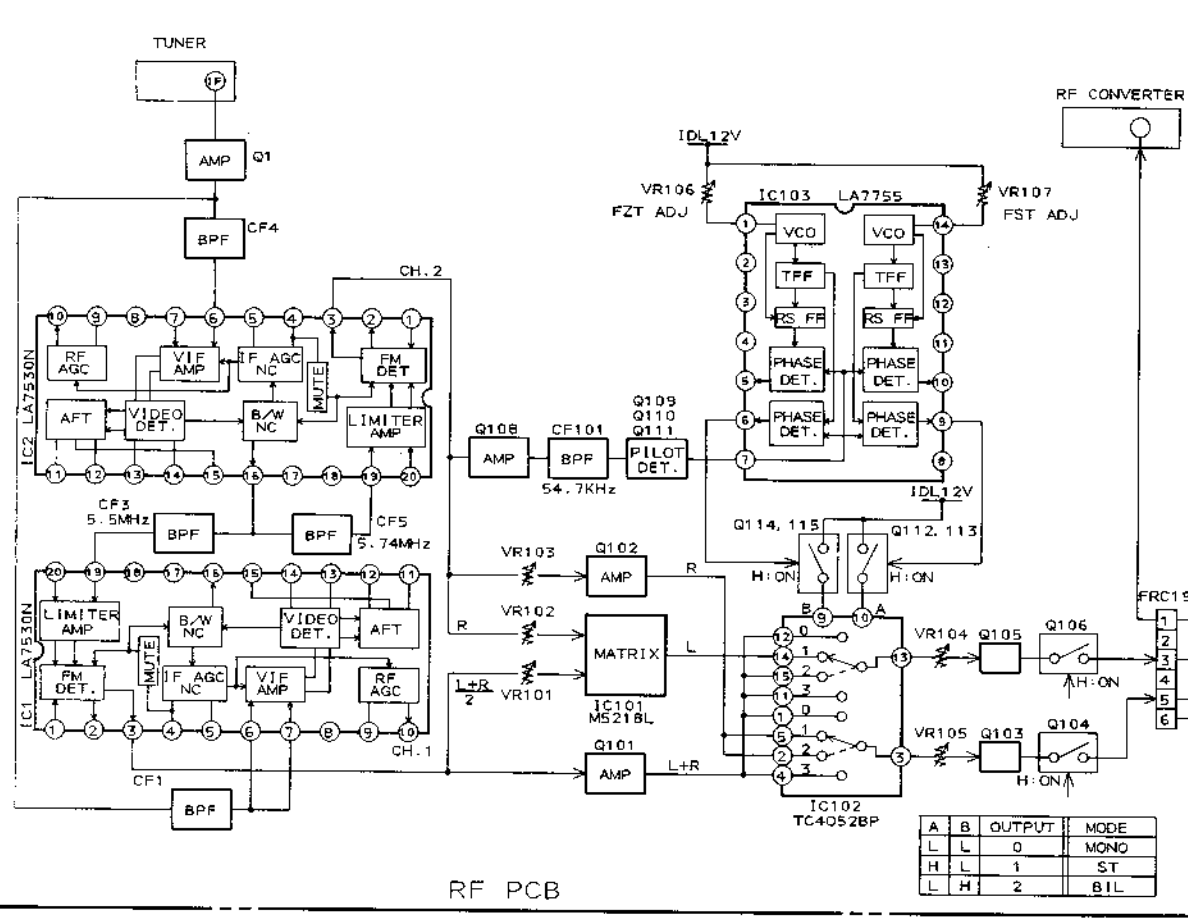 TUNER
IF
AMP Q1
BPF CF4
RF CONVERTER
IDL12V
VR106
FZT ADJ
VR107
FST ADJ
IC103 LA7755
1 14
VCO VCO
2 13
TFF TFF
3 12
RS FF RS FF
4 11
PHASE DET. PHASE DET.
5 10
PHASE DET. PHASE DET.
6 9
7 8
CH.2
IC2 LA7530N
10 9 8 7 6 5 4 3 2 1
RF AGC
VIF AMP
IF AGC NC
MUTE
FM DET
AFT
VIDEO DET.
B/W NC
LIMITER AMP
11 12 13 14 15 16 17 18 19 20
Q108
AMP
CF101
BPF
54.7KHz
Q109
Q110
Q111
PILOT DET.
IDL12V
CF3
5.5MHz
BPF
BPF
CF5
5.74MHz
Q114,115
Q112,113
H:ON
H:ON
IC1 LA7530N
20 19 18 17 16 15 14 13 12 11
LIMITER AMP
B/W NC
VIDEO DET.
AFT
MUTE
FM DET.
IF AGC NC
VIF AMP
RF AGC
1 2 3 4 5 6 7 8 9 10
CH.1
CF1
BPF
VR103
Q102
AMP
R
VR102
R
MATRIX
L
L+R
2
VR101
IC101
M5218L
Q101
AMP
L+R
B 9 10 A
12 0
14 1
15 2
11 3
1 0
5 1
2 2
4 3
13
3
IC102
TC4052BP
VR104
Q105
Q106
H:ON
VR105
Q103
Q104
H:ON
1
2
3
4
5
6
A B OUTPUT MODE
L L 0 MONO
H L 1 ST
L H 2 BIL
RF PCB